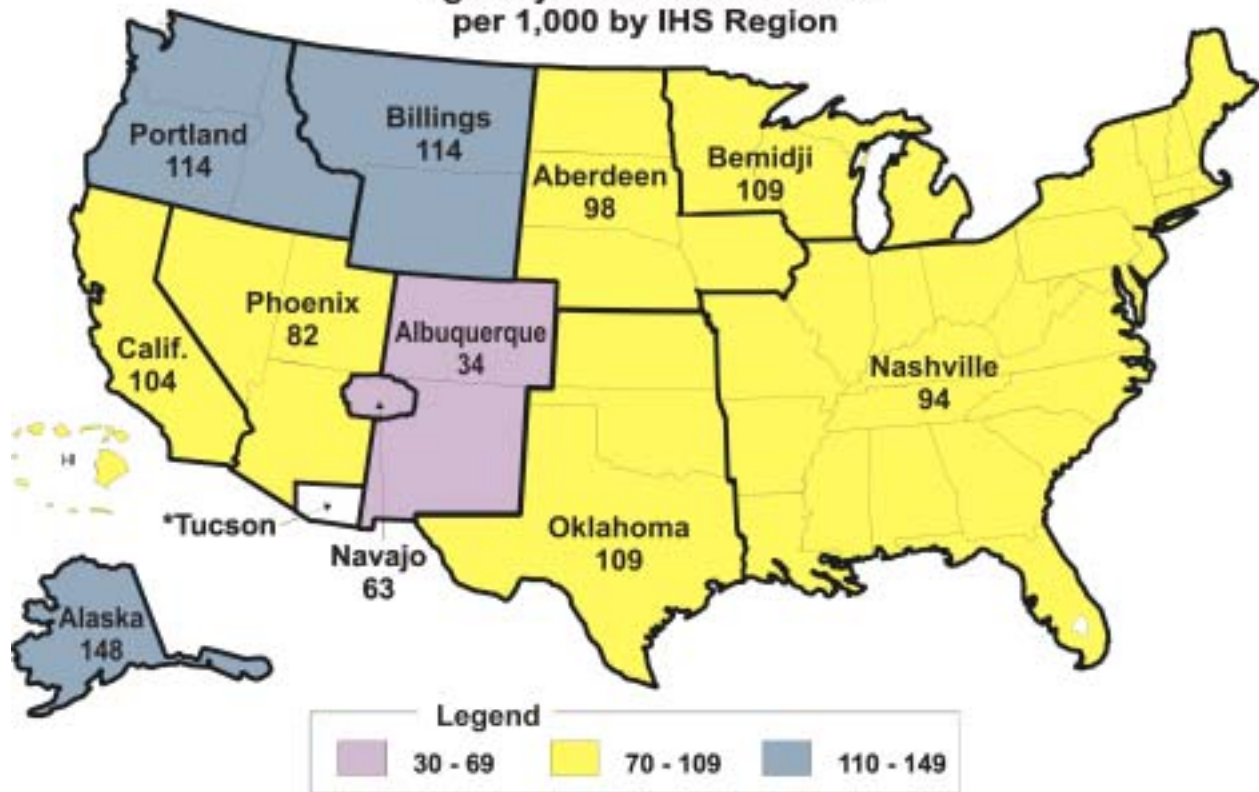 per 1,000 by IHS Region
Portland
114
Billings
114
Aberdeen
98
Bemidji
109
Phoenix
82
Albuquerque
34
Calif.
104
Nashville
94
*Tucson
Navajo
63
Oklahoma
109
Alaska
148
Legend
30 - 69
70 - 109
110 - 149